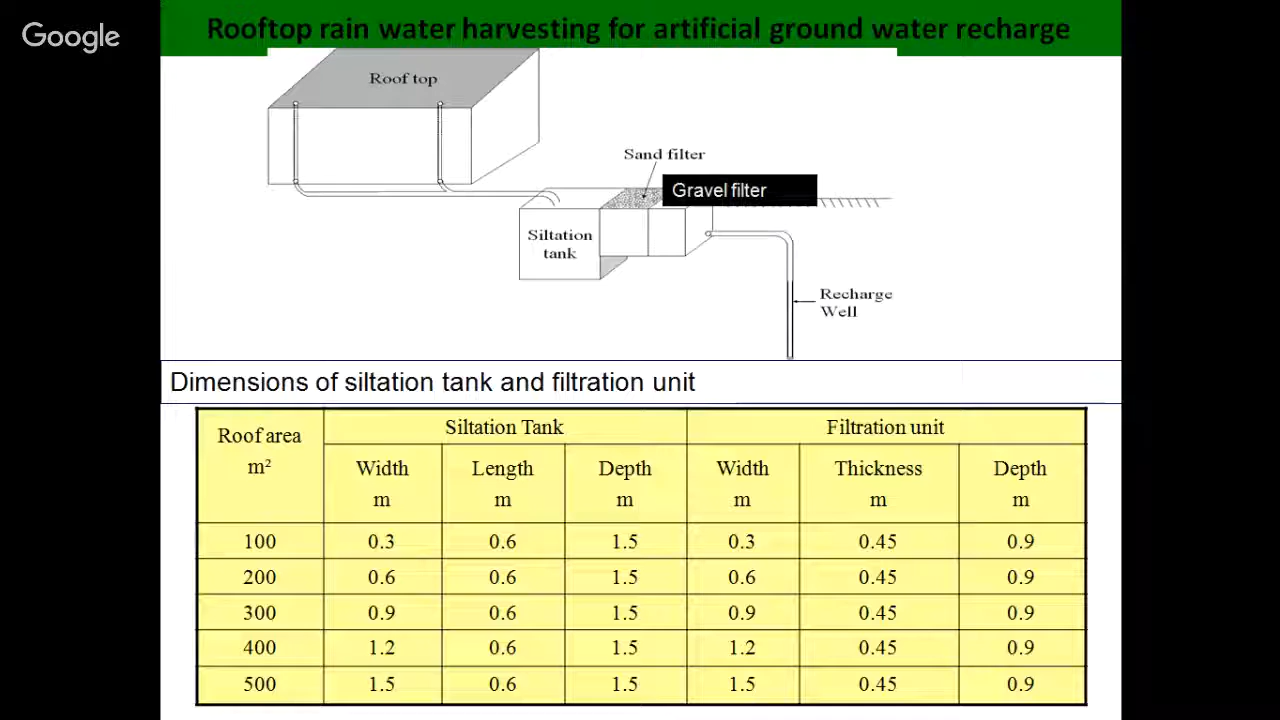 Google
Rooftop rain water harvesting for artificial ground water recharge
Roof top
Sand filter
Gravel filter
Siltation
tank
Recharge
Well
Dimensions of siltation tank and filtration unit
Roof area m² Siltation Tank Filtration unit
Width m Length m Depth m Width m Thickness m Depth m
100 0.3 0.6 1.5 0.3 0.45 0.9
200 0.6 0.6 1.5 0.6 0.45 0.9
300 0.9 0.6 1.5 0.9 0.45 0.9
400 1.2 0.6 1.5 1.2 0.45 0.9
500 1.5 0.6 1.5 1.5 0.45 0.9